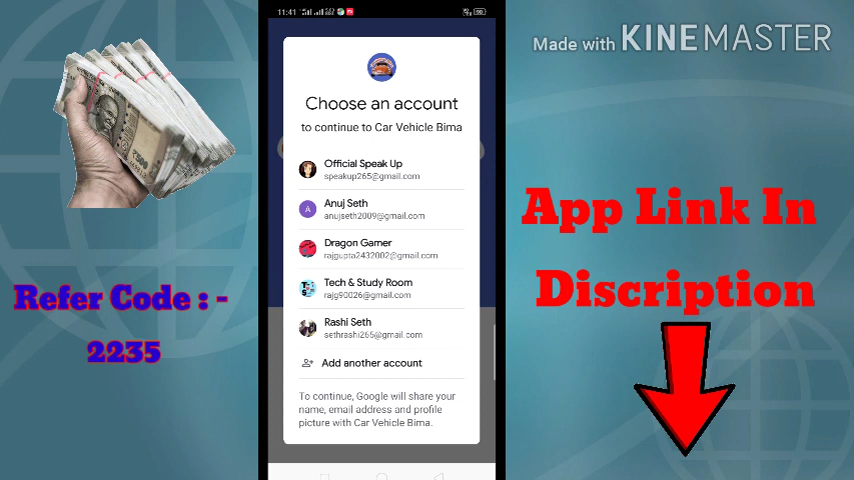 11:41
Made with KINEMASTER
Choose an account
to continue to Car Vehicle Bima
Official Speak Up
speakup265@gmail.com
A
Anuj Seth
anujseth2009@gmail.com
Dragon Gamer
rajgupta2432002@gmail.com
Tech & Study Room
rajg90026@gmail.com
Rashi Seth
sethrashi265@gmail.com
Add another account
To continue, Google will share your
name, email address and profile
picture with Car Vehicle Bima.
Refer Code : -
2235
App Link In
Discription